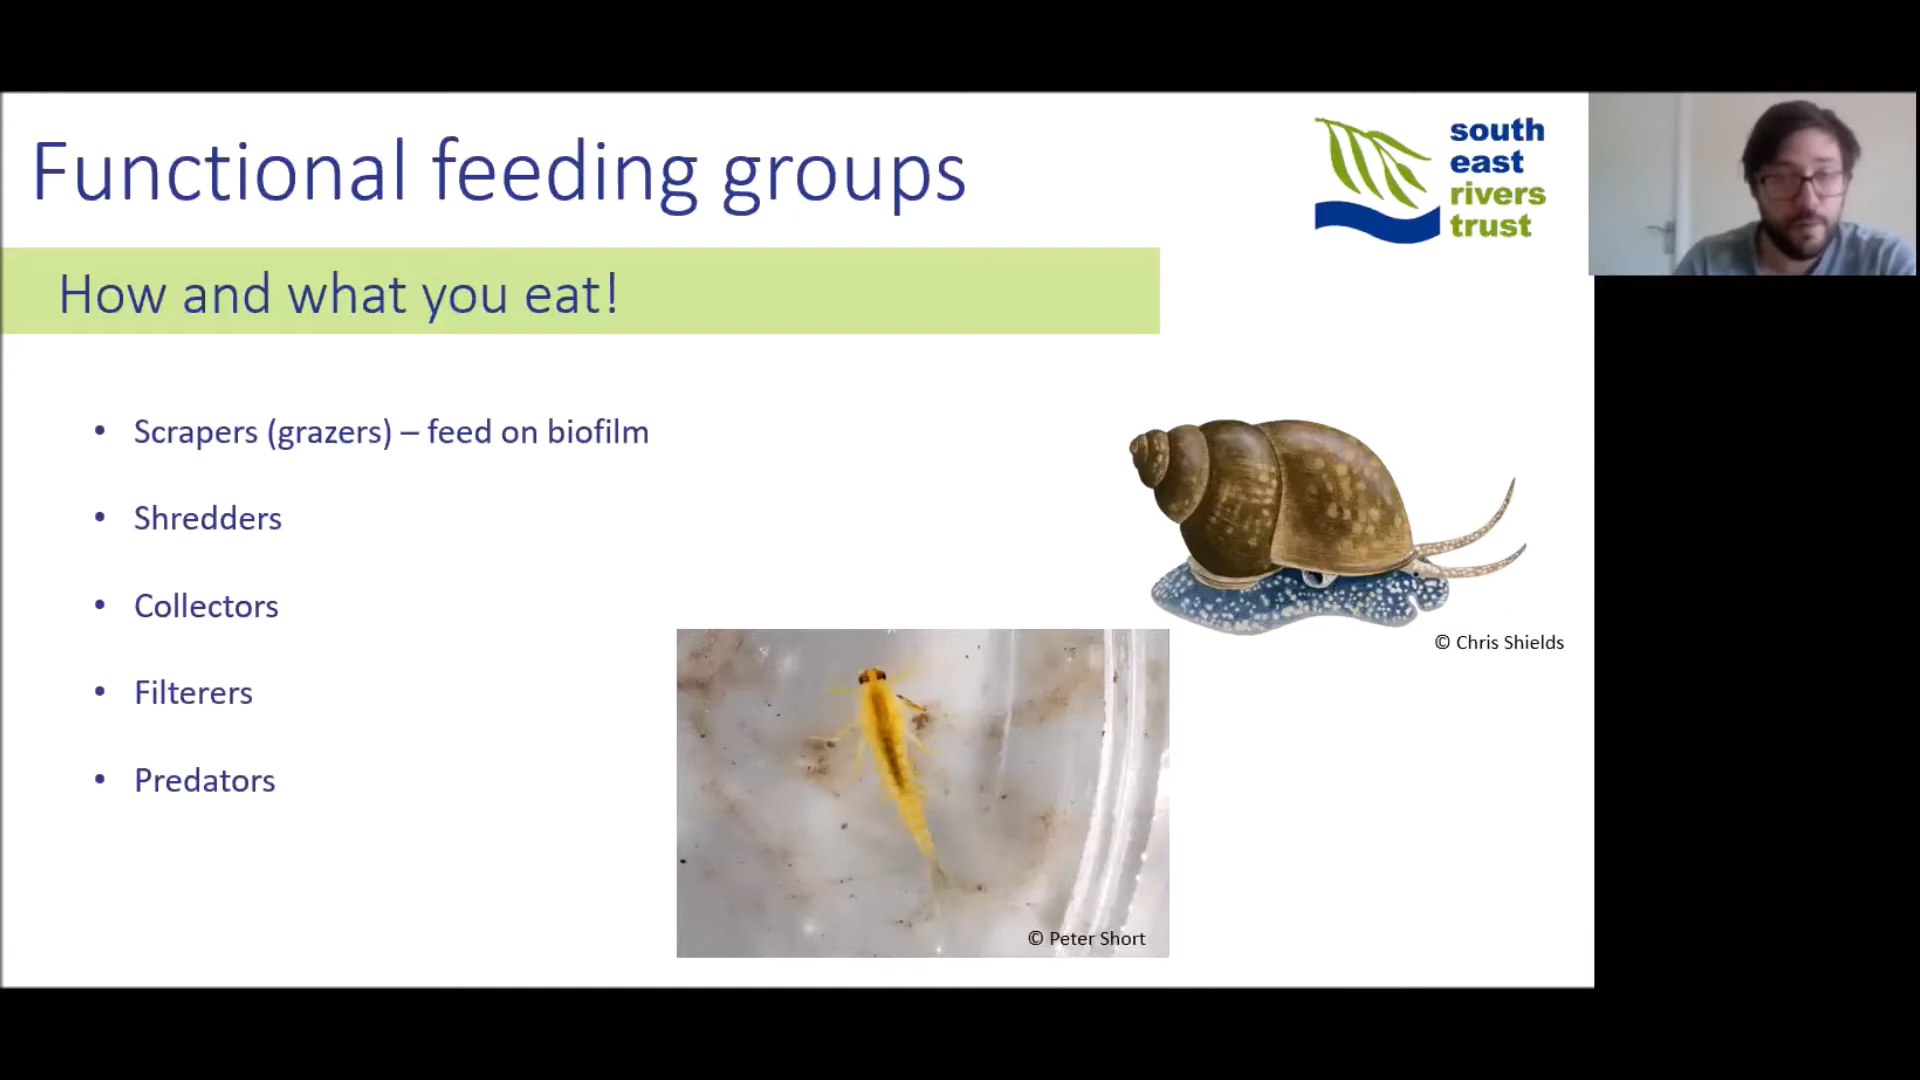 Functional feeding groups
south
east
rivers
trust
How and what you eat!
• Scrapers (grazers) – feed on biofilm
• Shredders
• Collectors
• Filterers
• Predators
© Chris Shields
© Peter Short